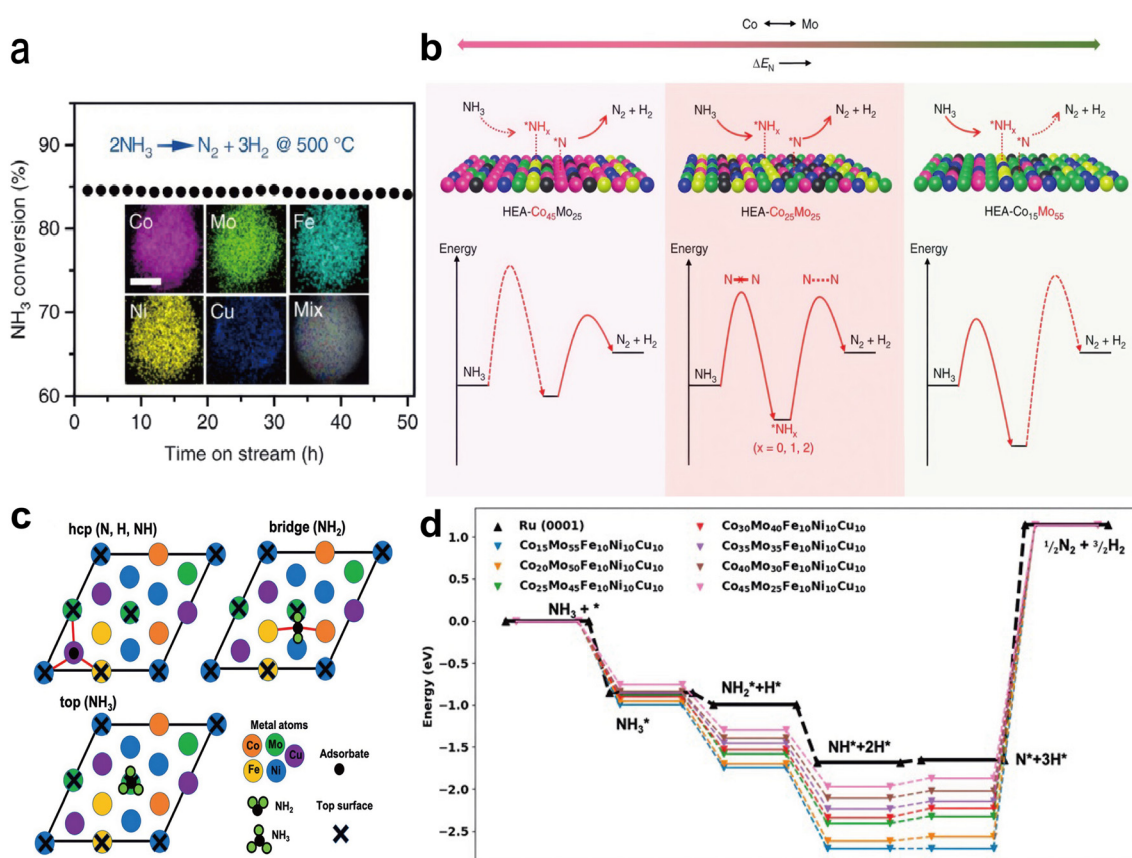 a
2NH₃ → N₂ + 3H₂ @ 500 °C
NH₃ conversion (%)
90
80
70
60
Co
Mo
Fe
Ni
Cu
Mix
0
10
20
30
40
50
Time on stream (h)
b
Co ↔ Mo
ΔE_N →
NH₃
*NHₓ
*N
N₂ + H₂
HEA-Co₄₅Mo₂₅
NH₃
*NHₓ
*N
N₂ + H₂
HEA-Co₂₅Mo₂₅
NH₃
*NHₓ
*N
N₂ + H₂
HEA-Co₁₅Mo₅₅
Energy
NH₃
N₂ + H₂
Energy
N N
N N
NH₃
N₂ + H₂
*NHₓ
(x = 0, 1, 2)
Energy
NH₃
N₂ + H₂
c
hcp (N, H, NH)
bridge (NH₂)
top (NH₃)
Metal atoms
Co
Mo
Cu
Fe
Ni
Adsorbate
NH₂
NH₃
Top surface
d
Ru (0001)
Co₁₅Mo₅₅Fe₁₀Ni₁₀Cu₁₀
Co₂₀Mo₅₀Fe₁₀Ni₁₀Cu₁₀
Co₂₅Mo₄₅Fe₁₀Ni₁₀Cu₁₀
Co₃₀Mo₄₀Fe₁₀Ni₁₀Cu₁₀
Co₃₅Mo₃₅Fe₁₀Ni₁₀Cu₁₀
Co₄₀Mo₃₀Fe₁₀Ni₁₀Cu₁₀
Co₄₅Mo₂₅Fe₁₀Ni₁₀Cu₁₀
Energy (eV)
1.0
0.5
0.0
−0.5
−1.0
−1.5
−2.0
−2.5
NH₃ + *
NH₃*
NH₂*+H*
NH*+2H*
N*+3H*
½N₂ + ³⁄₂H₂